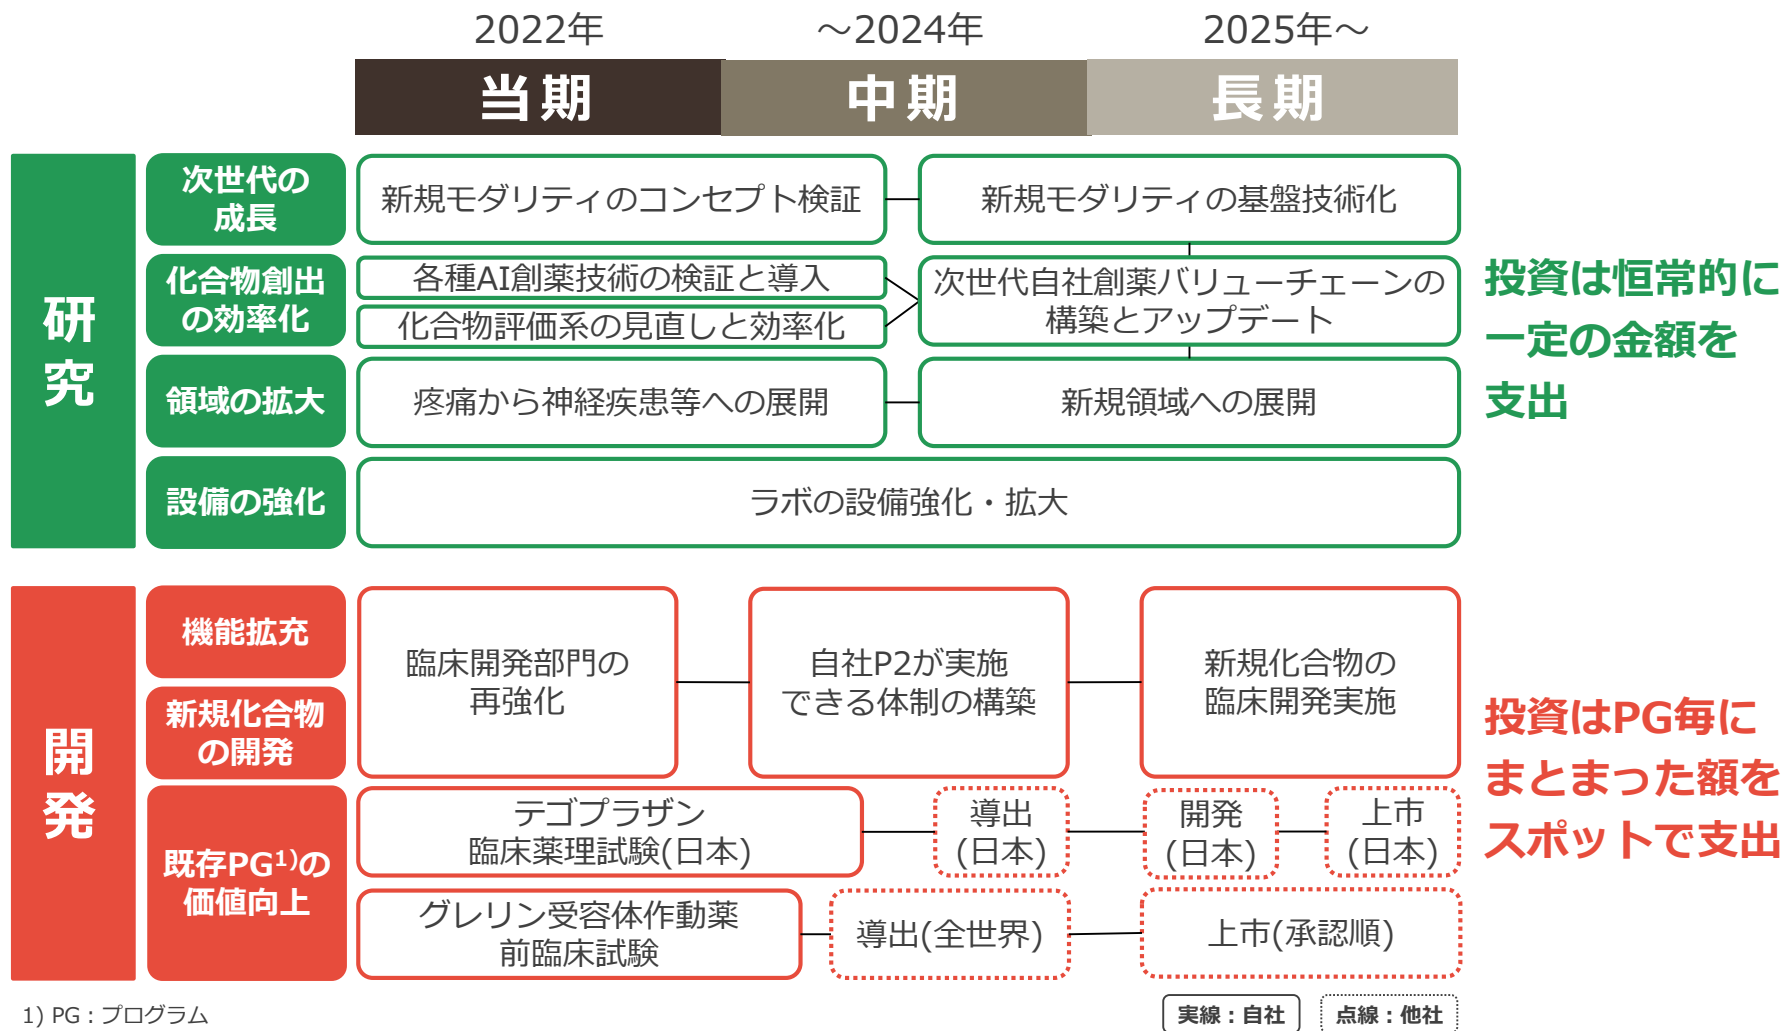 2022年
～2024年
2025年～
当期
中期
長期
研究
次世代の
成長
新規モダリティのコンセプト検証
新規モダリティの基盤技術化
化合物創出
の効率化
各種AI創薬技術の検証と導入
化合物評価系の見直しと効率化
次世代自社創薬バリューチェーンの
構築とアップデート
領域の拡大
疼痛から神経疾患等への展開
新規領域への展開
設備の強化
ラボの設備強化・拡大
投資は恒常的に
一定の金額を
支出
開発
機能拡充
新規化合物
の開発
臨床開発部門の
再強化
自社P2が実施
できる体制の構築
新規化合物の
臨床開発実施
既存PG1)の
価値向上
テゴプラザン
臨床薬理試験(日本)
導出
(日本)
開発
(日本)
上市
(日本)
グレリン受容体作動薬
前臨床試験
導出(全世界)
上市(承認順)
投資はPG毎に
まとまった額を
スポットで支出
1) PG：プログラム
実線：自社
点線：他社